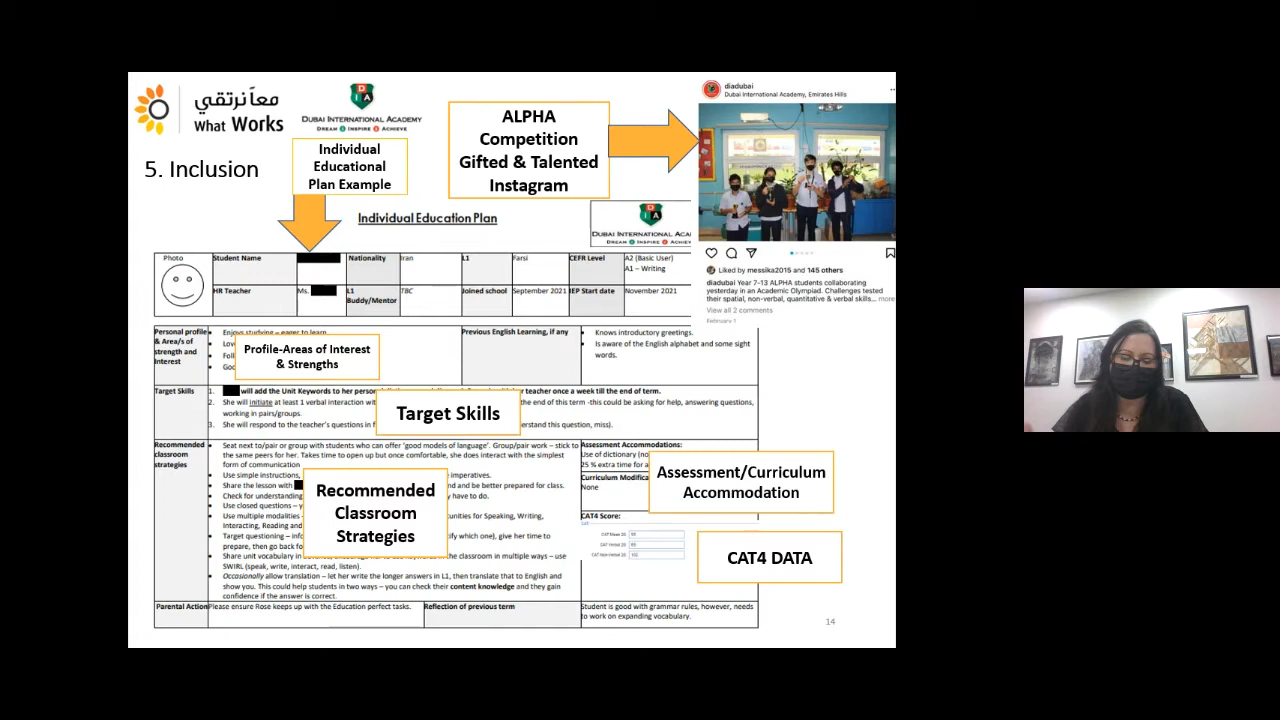 معاً نرتقي
What Works
DIA
DUBAI INTERNATIONAL ACADEMY
DREAM INSPIRE ACHIEVE
5. Inclusion
Individual
Educational
Plan Example
ALPHA
Competition
Gifted & Talented
Instagram
diadubai
Dubai International Academy, Emirates Hills
Liked by messika2015 and 145 others
diadubai Year 7-13 ALPHA students collaborating
yesterday in an Academic Olympiad. Challenges tested
their spatial, non-verbal, quantitative & verbal skills... more
View all 2 comments
February 1
Individual Education Plan
DIA
DUBAI INTERNATIONAL ACA
DREAM INSPIRE ACHIEV
Photo
Student Name
Nationality
Iran
L1
Farsi
CEFR Level
A2 (Basic User)
A1 – Writing
HR Teacher
Ms.
L1
Buddy/Mentor
TBC
Joined school
September 2021
IEP Start date
November 2021
Personal profile
& Area/s of
strength and
Interest
Enjoys studying – eager to learn
Profile-Areas of Interest
& Strengths
Previous English Learning, if any
Knows introductory greetings.
Is aware of the English alphabet and some sight
words.
Target Skills
1. will add the Unit Keywords to her person
r teacher once a week till the end of term.
2. She will initiate at least 1 verbal interaction wit
the end of this term -this could be asking for help, answering questions,
working in pairs/groups.
3. She will respond to the teacher's questions in f
erstand this question, miss).
Target Skills
Recommended
classroom
strategies
Seat next to/pair or group with students who can offer 'good models of language'. Group/pair work – stick to
the same peers for her. Takes time to open up but once comfortable, she does interact with the simplest
form of communication
Use simple instructions,
e imperatives.
Share the lesson with
nd and be better prepared for class.
Check for understanding
y have to do.
Use closed questions – y
Use multiple modalities –
tunities for Speaking, Writing,
Interacting, Reading and
Target questioning – info
tify which one), give her time to
prepare, then go back fo
Share unit vocabulary in
the classroom in multiple ways – use
SWIRL (speak, write, interact, read, listen).
Occasionally allow translation – let her write the longer answers in L1, then translate that to English and
show you. This could help students in two ways – you can check their content knowledge and they gain
confidence if the answer is correct.
Recommended
Classroom
Strategies
Assessment Accommodations:
Use of dictionary (no
25 % extra time for a
Curriculum Modifica
None
Assessment/Curriculum
Accommodation
CAT4 Score:
CAT4 DATA
Parental Action
Please ensure Rose keeps up with the Education perfect tasks.
Reflection of previous term
Student is good with grammar rules, however, needs
to work on expanding vocabulary.
14